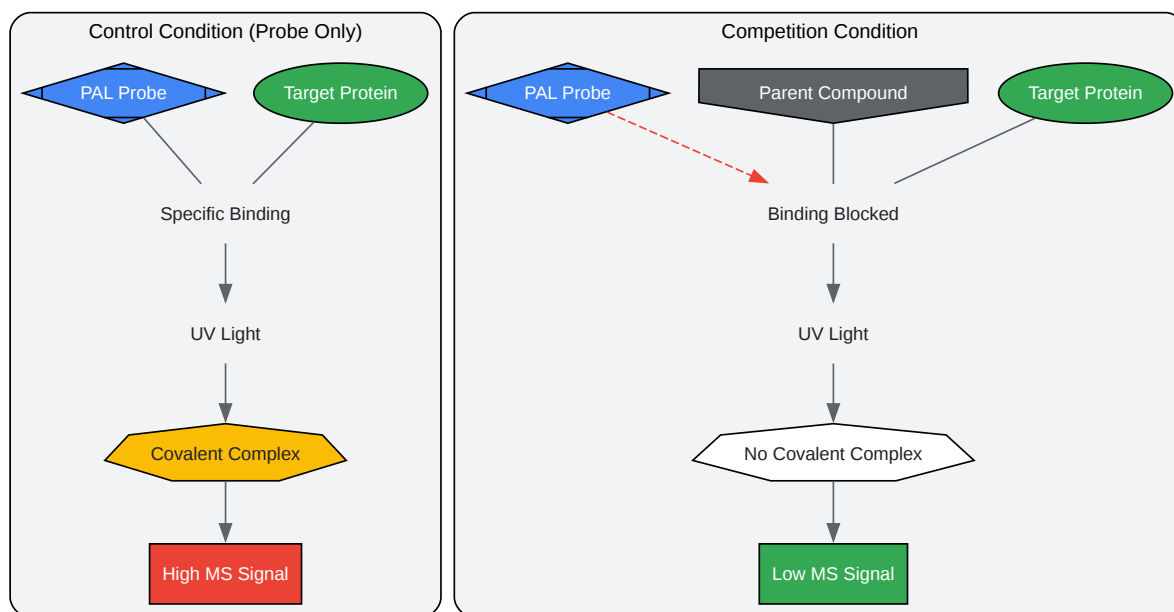 Control Condition (Probe Only)
PAL Probe
Target Protein
Specific Binding
UV Light
Covalent Complex
High MS Signal
Competition Condition
PAL Probe
Parent Compound
Target Protein
Binding Blocked
UV Light
No Covalent Complex
Low MS Signal